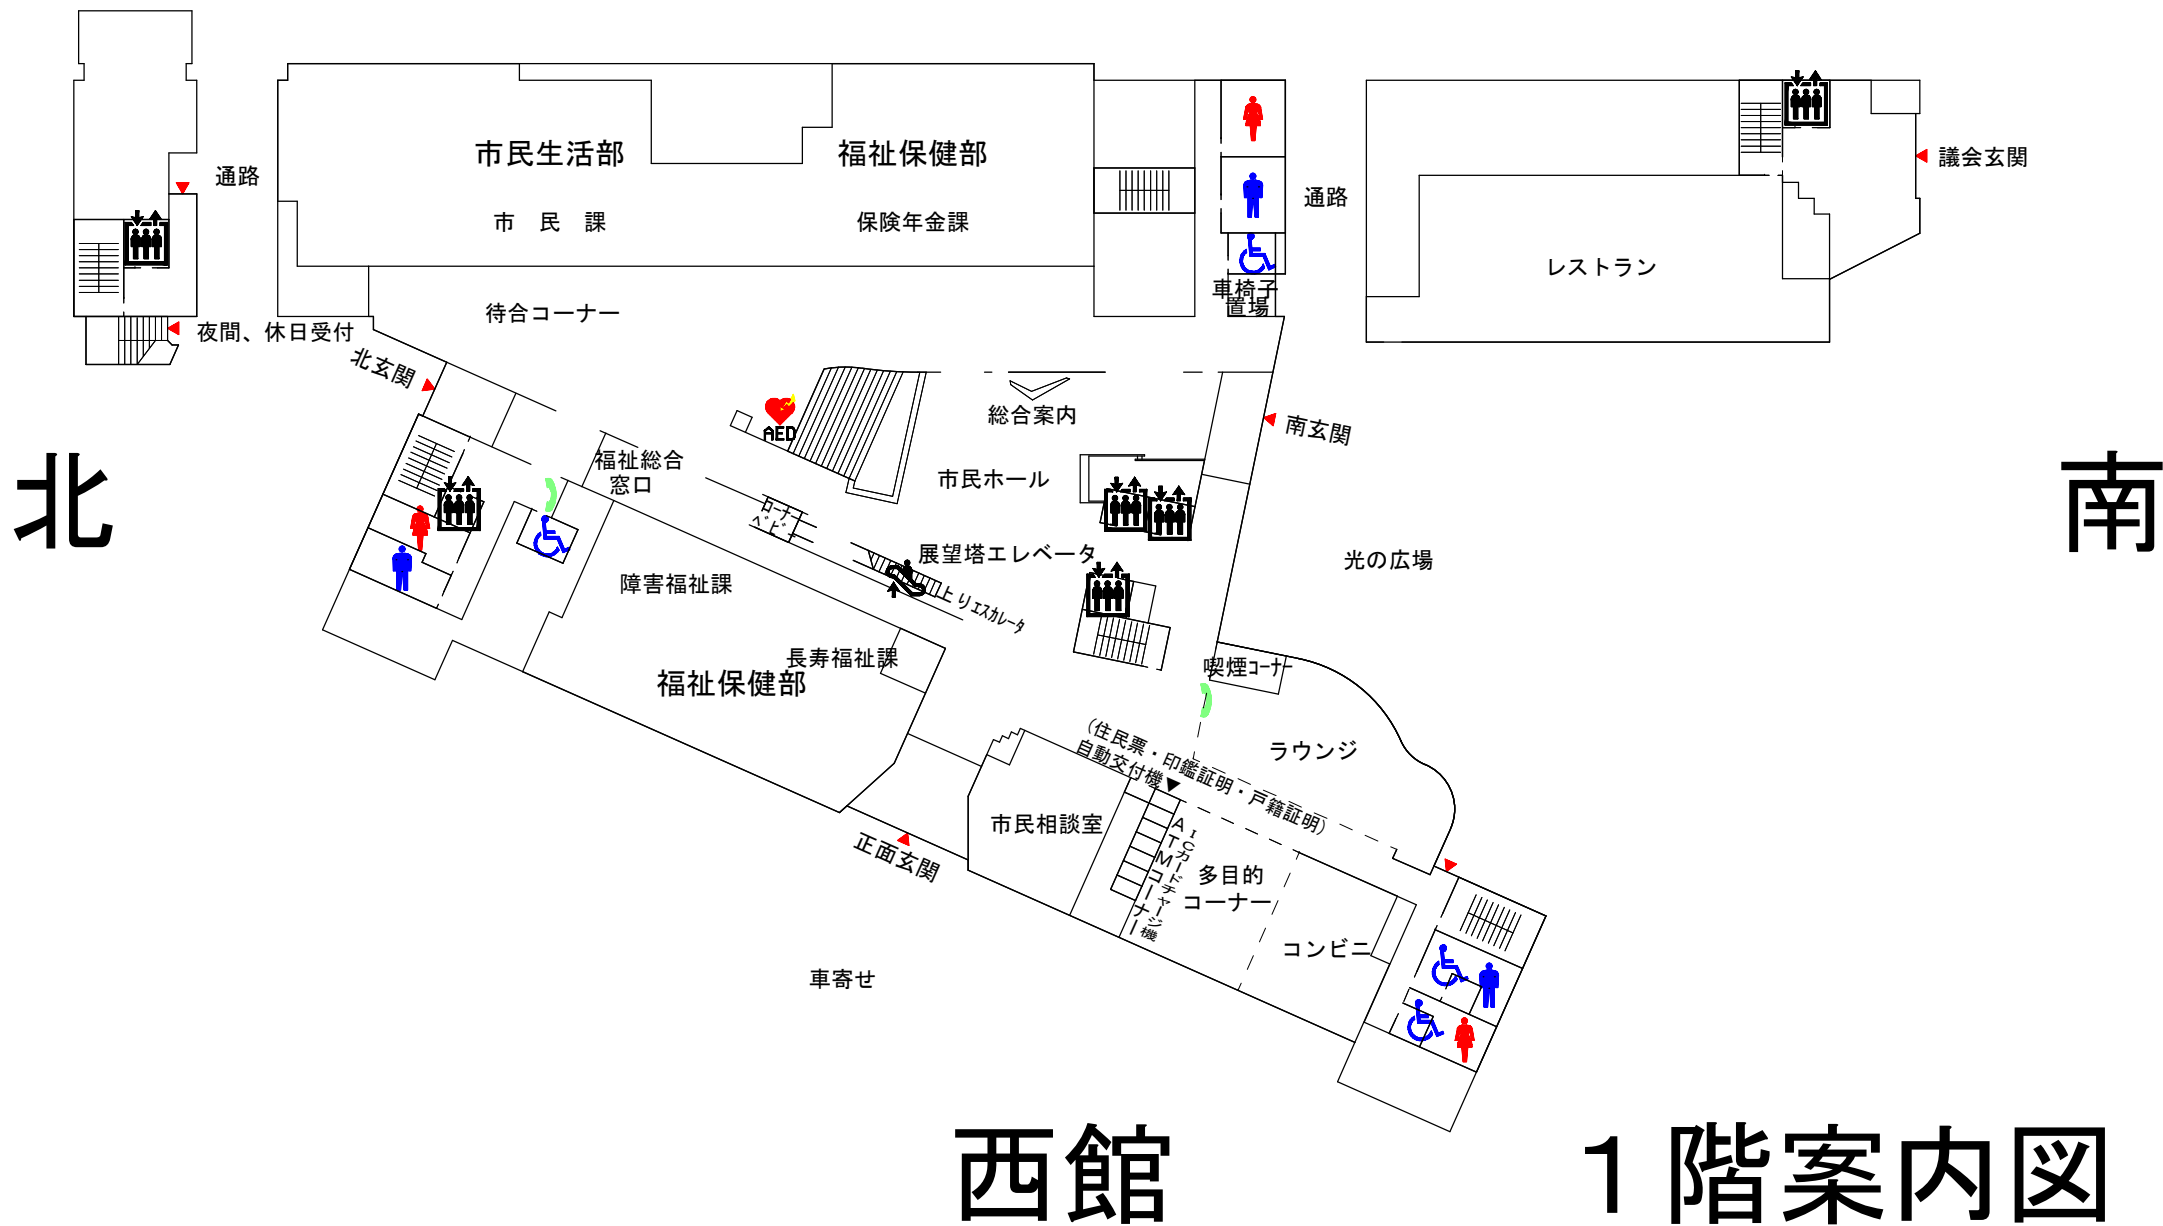 市民生活部
福祉保健部
通路
議会玄関
通路
市　民　課
保険年金課
レストラン
車椅子
置場
待合コーナー
夜間、休日受付
北玄関
AED
総合案内
南玄関
北
南
福祉総合
窓口
市民ホール
ﾍﾞﾋﾞ
ｺｰﾅｰ
展望塔エレベータ
光の広場
障害福祉課
上りｴｽｶﾚｰﾀ
長寿福祉課
福祉保健部
喫煙ｺｰﾅｰ
(住民票・印鑑証明・戸籍証明)
自動交付機
ラウンジ
市民相談室
ATMコーナー
ICカードチャージ機
正面玄関
多目的
コーナー
コンビニ
車寄せ
西館
１階案内図